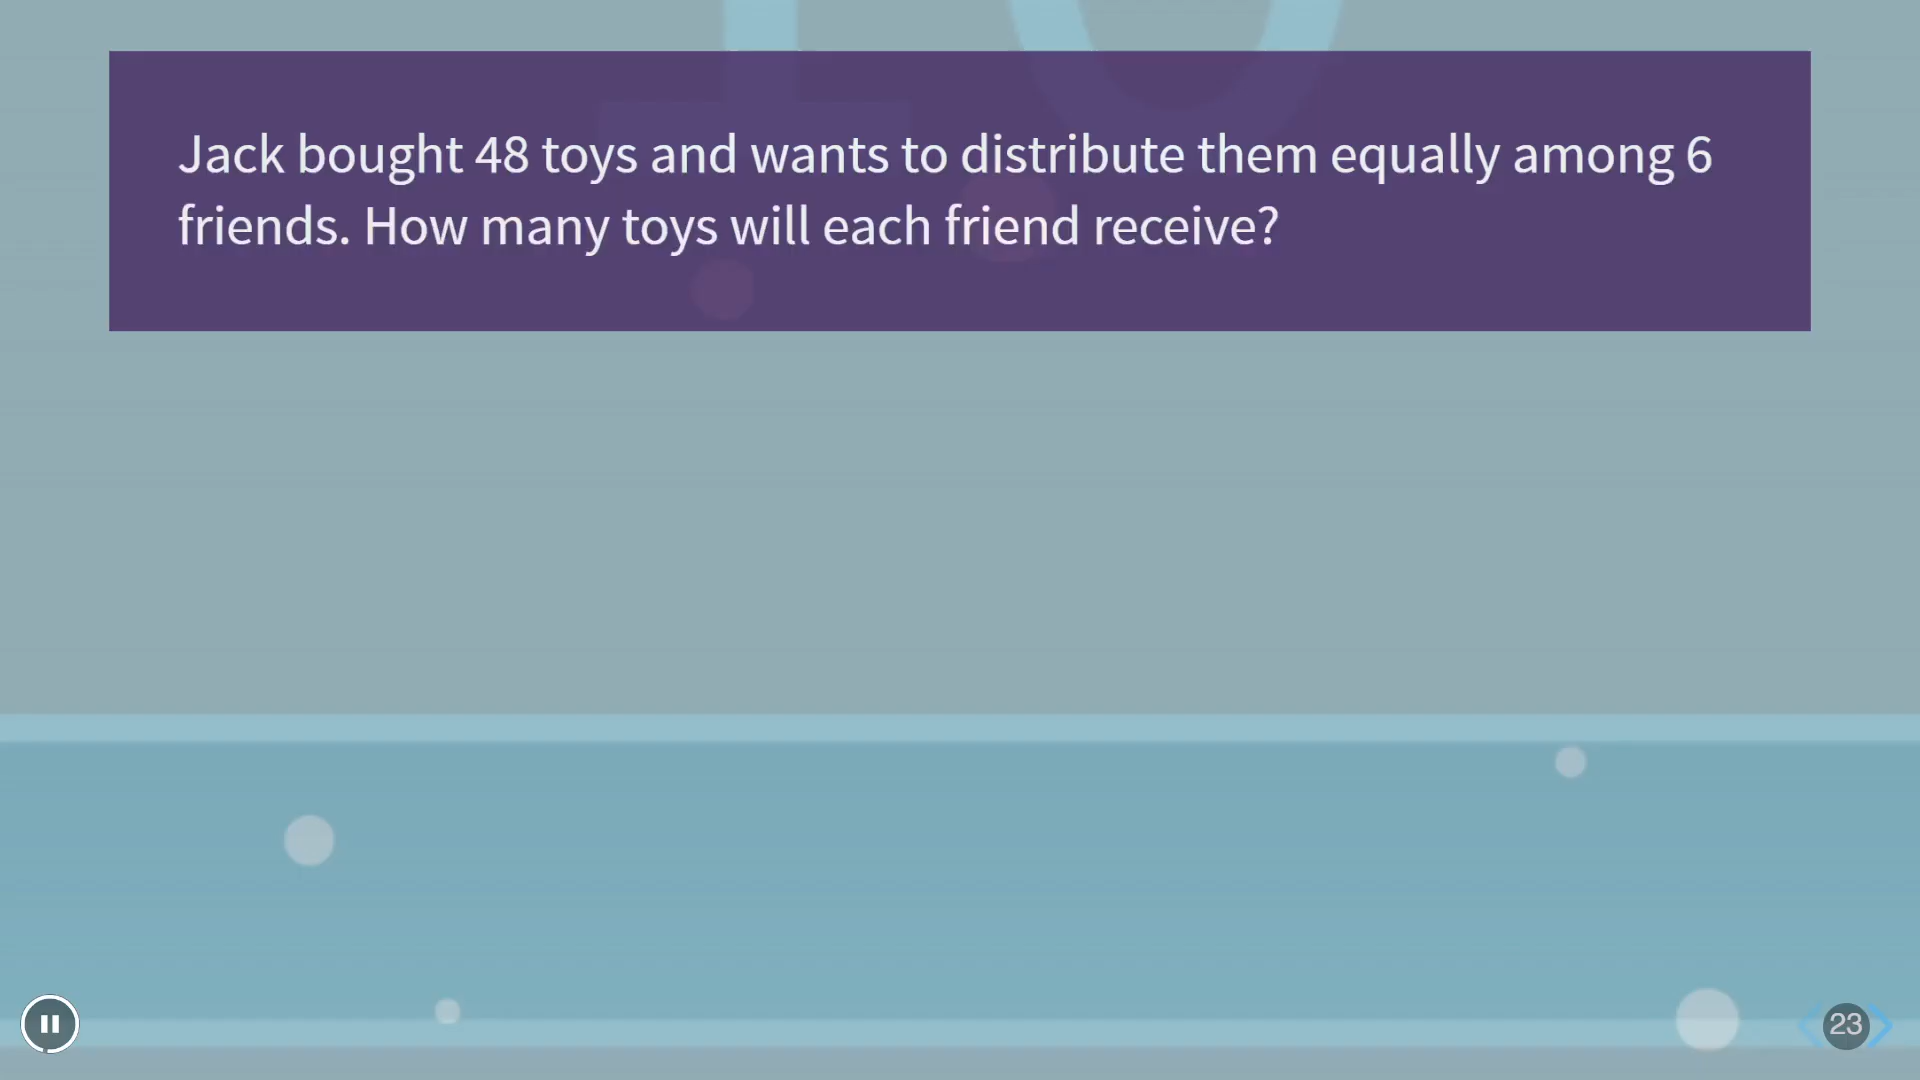 Jack bought 48 toys and wants to distribute them equally among 6
friends. How many toys will each friend receive?
23